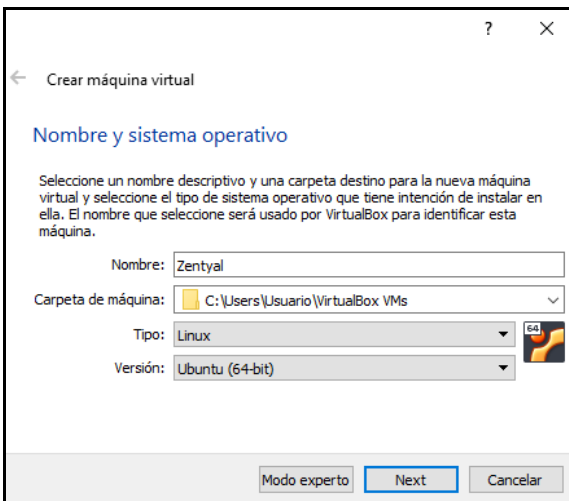 ?
Crear máquina virtual
Nombre y sistema operativo
Seleccione un nombre descriptivo y una carpeta destino para la nueva máquina
virtual y seleccione el tipo de sistema operativo que tiene intención de instalar en
ella. El nombre que seleccione será usado por VirtualBox para identificar esta
máquina.
Nombre: Zentyal
Carpeta de máquina: C:\Users\Usuario\VirtualBox VMs
Tipo: Linux
64
Versión: Ubuntu (64-bit)
Modo experto Next Cancelar